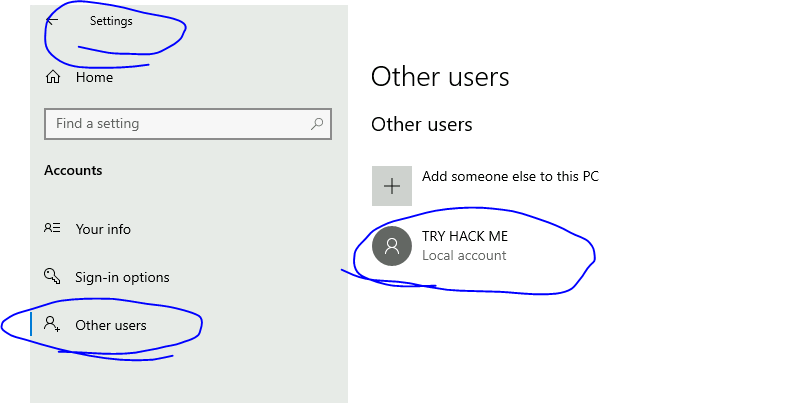 Settings
Home
Find a setting
Accounts
Your info
Sign-in options
Other users
Other users
Other users
Add someone else to this PC
TRY HACK ME
Local account